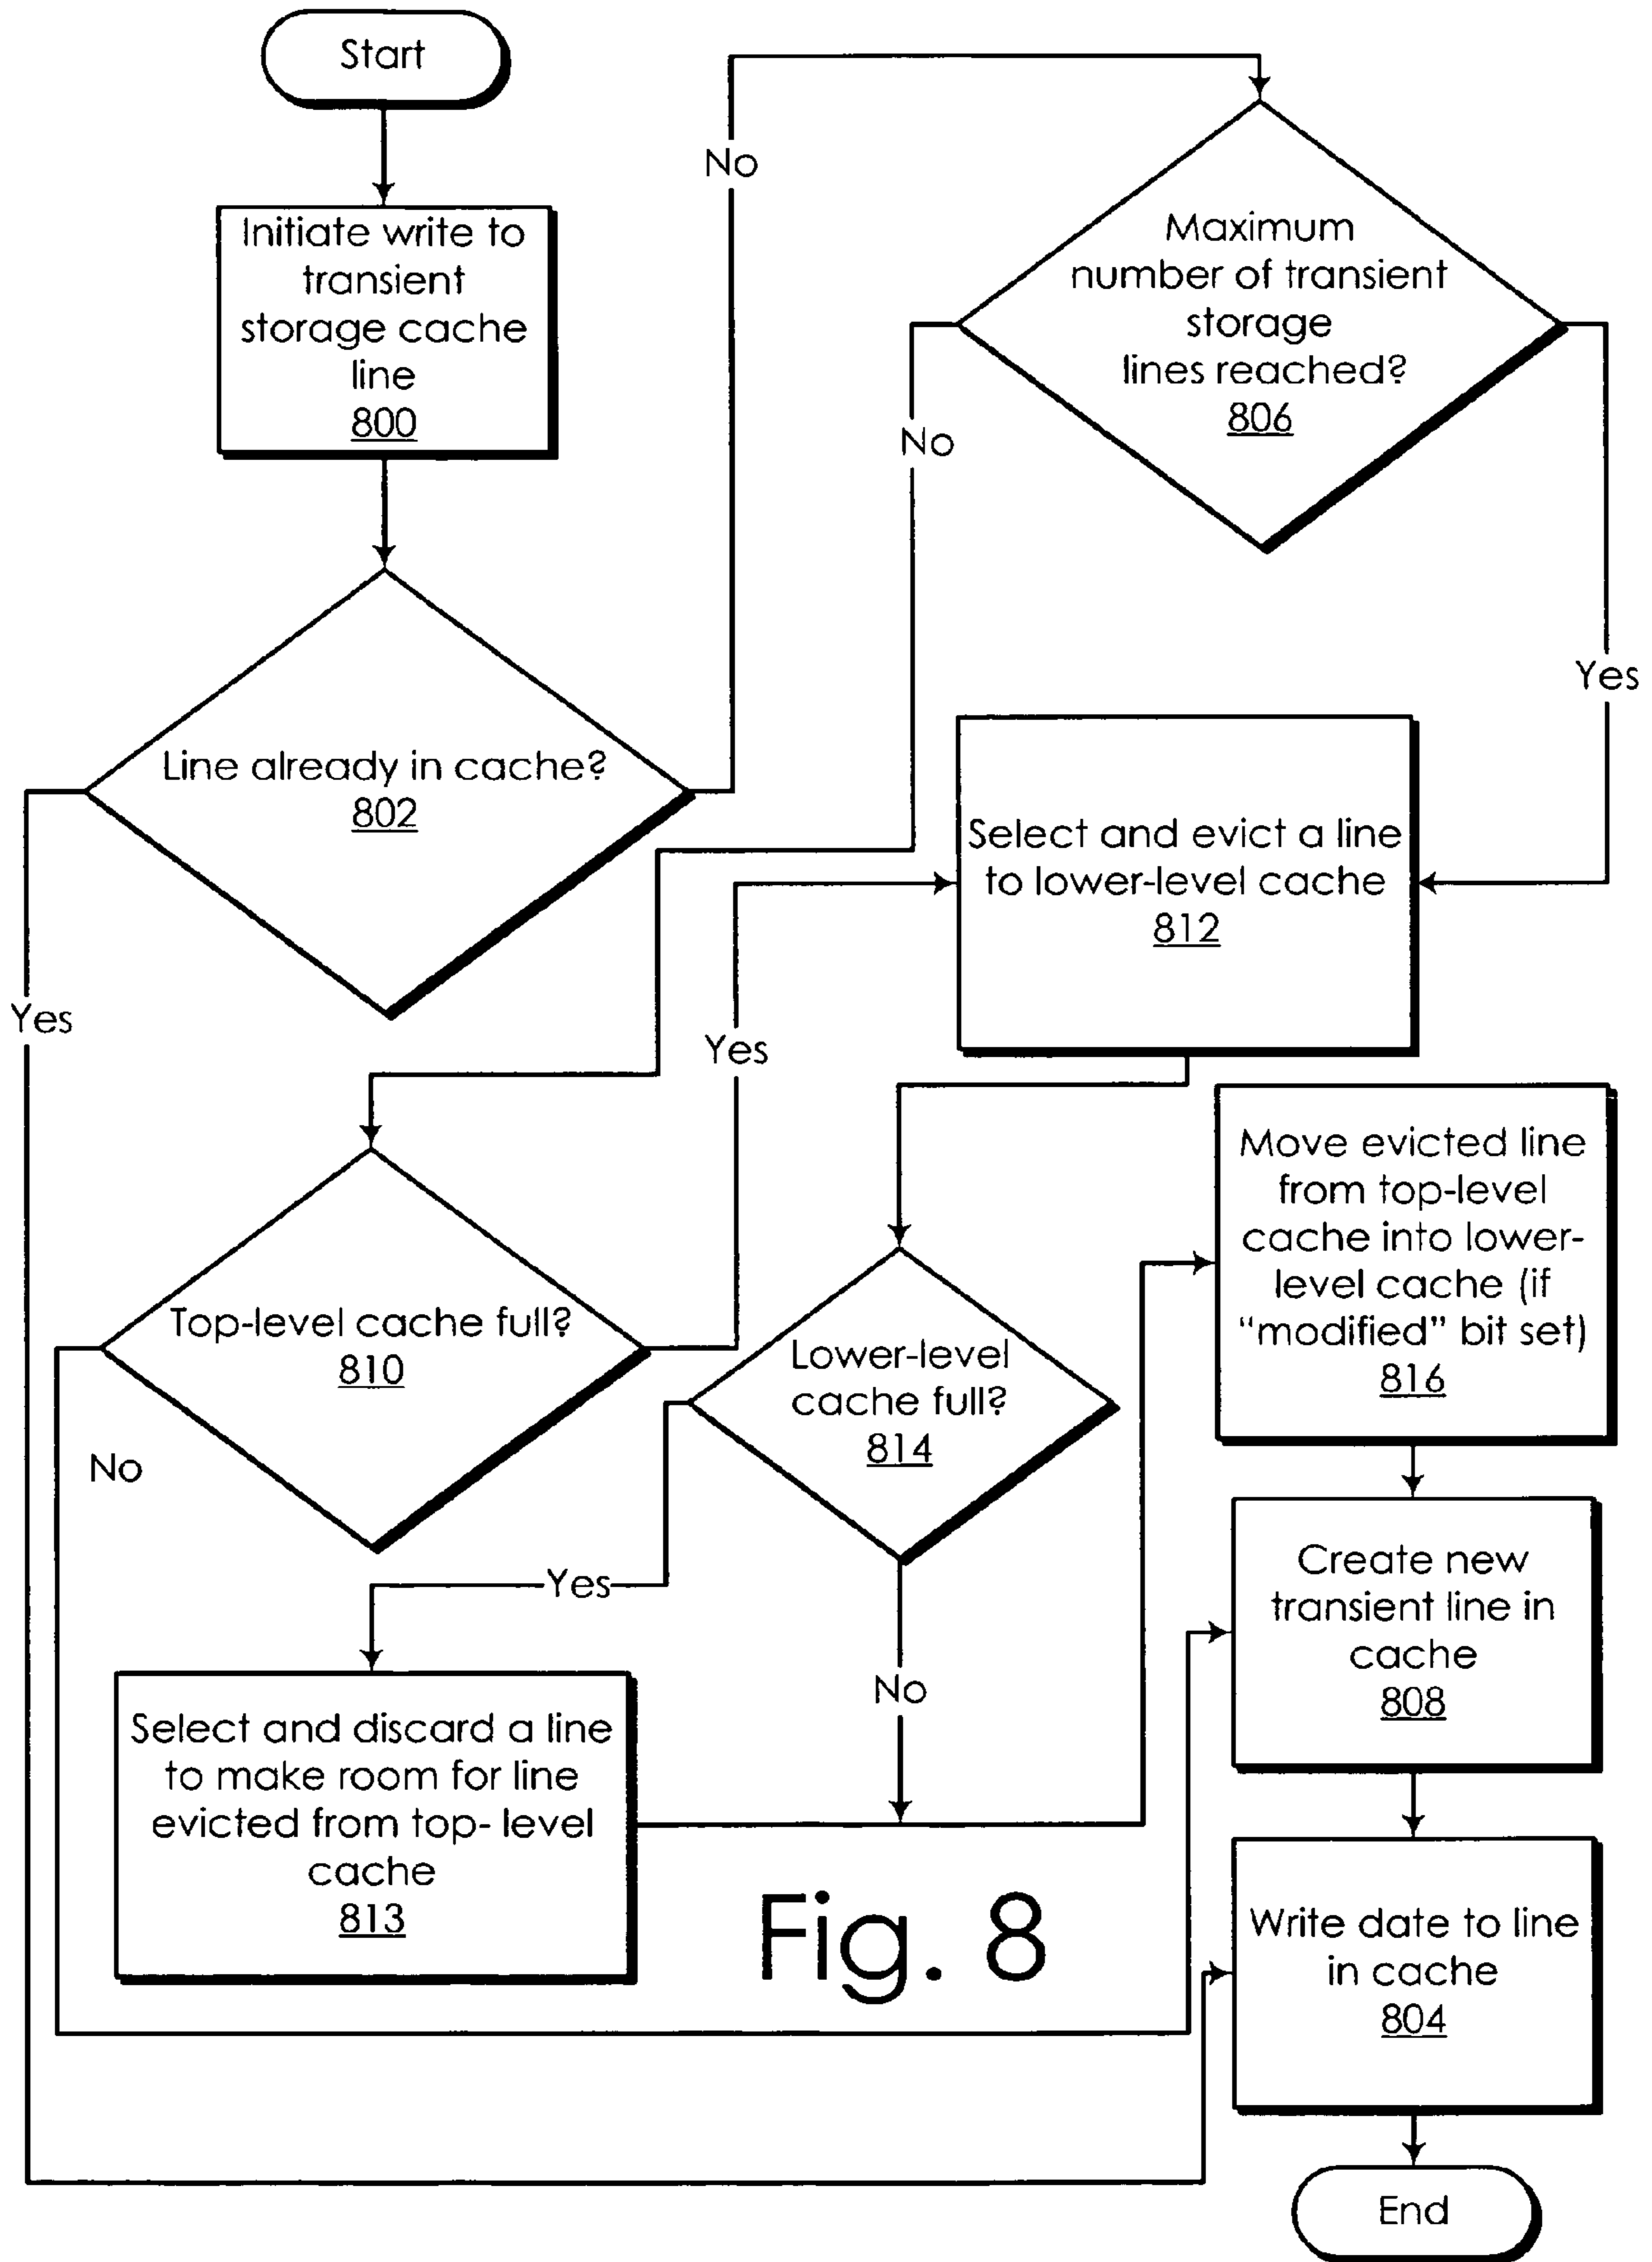 Start
Initiate write to
transient
storage cache
line
800
Line already in cache?
802
Yes
No
Maximum
number of transient
storage
lines reached?
806
No
Yes
Select and evict a line
to lower-level cache
812
Top-level cache full?
810
Yes
No
Lower-level
cache full?
814
Yes
No
Select and discard a line
to make room for line
evicted from top- level
cache
813
Move evicted line
from top-level
cache into lower-
level cache (if
“modified” bit set)
816
Create new
transient line in
cache
808
Write date to line
in cache
804
End
Fig. 8